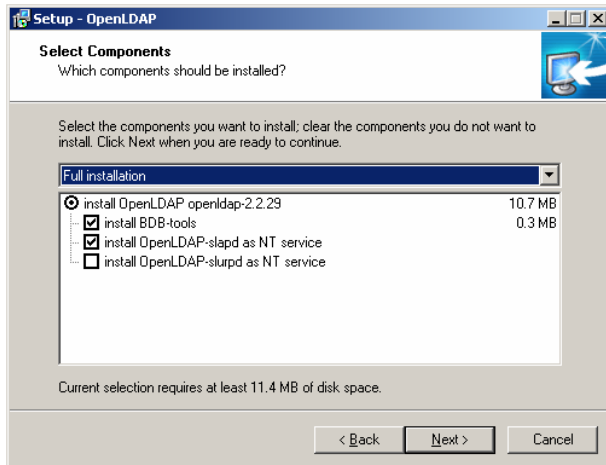 Setup - OpenLDAP
Select Components
Which components should be installed?
Select the components you want to install; clear the components you do not want to
install. Click Next when you are ready to continue.
Full installation
install OpenLDAP openldap-2.2.29 10.7 MB
install BDB-tools 0.3 MB
install OpenLDAP-slapd as NT service
install OpenLDAP-slurpd as NT service
Current selection requires at least 11.4 MB of disk space.
< Back Next > Cancel